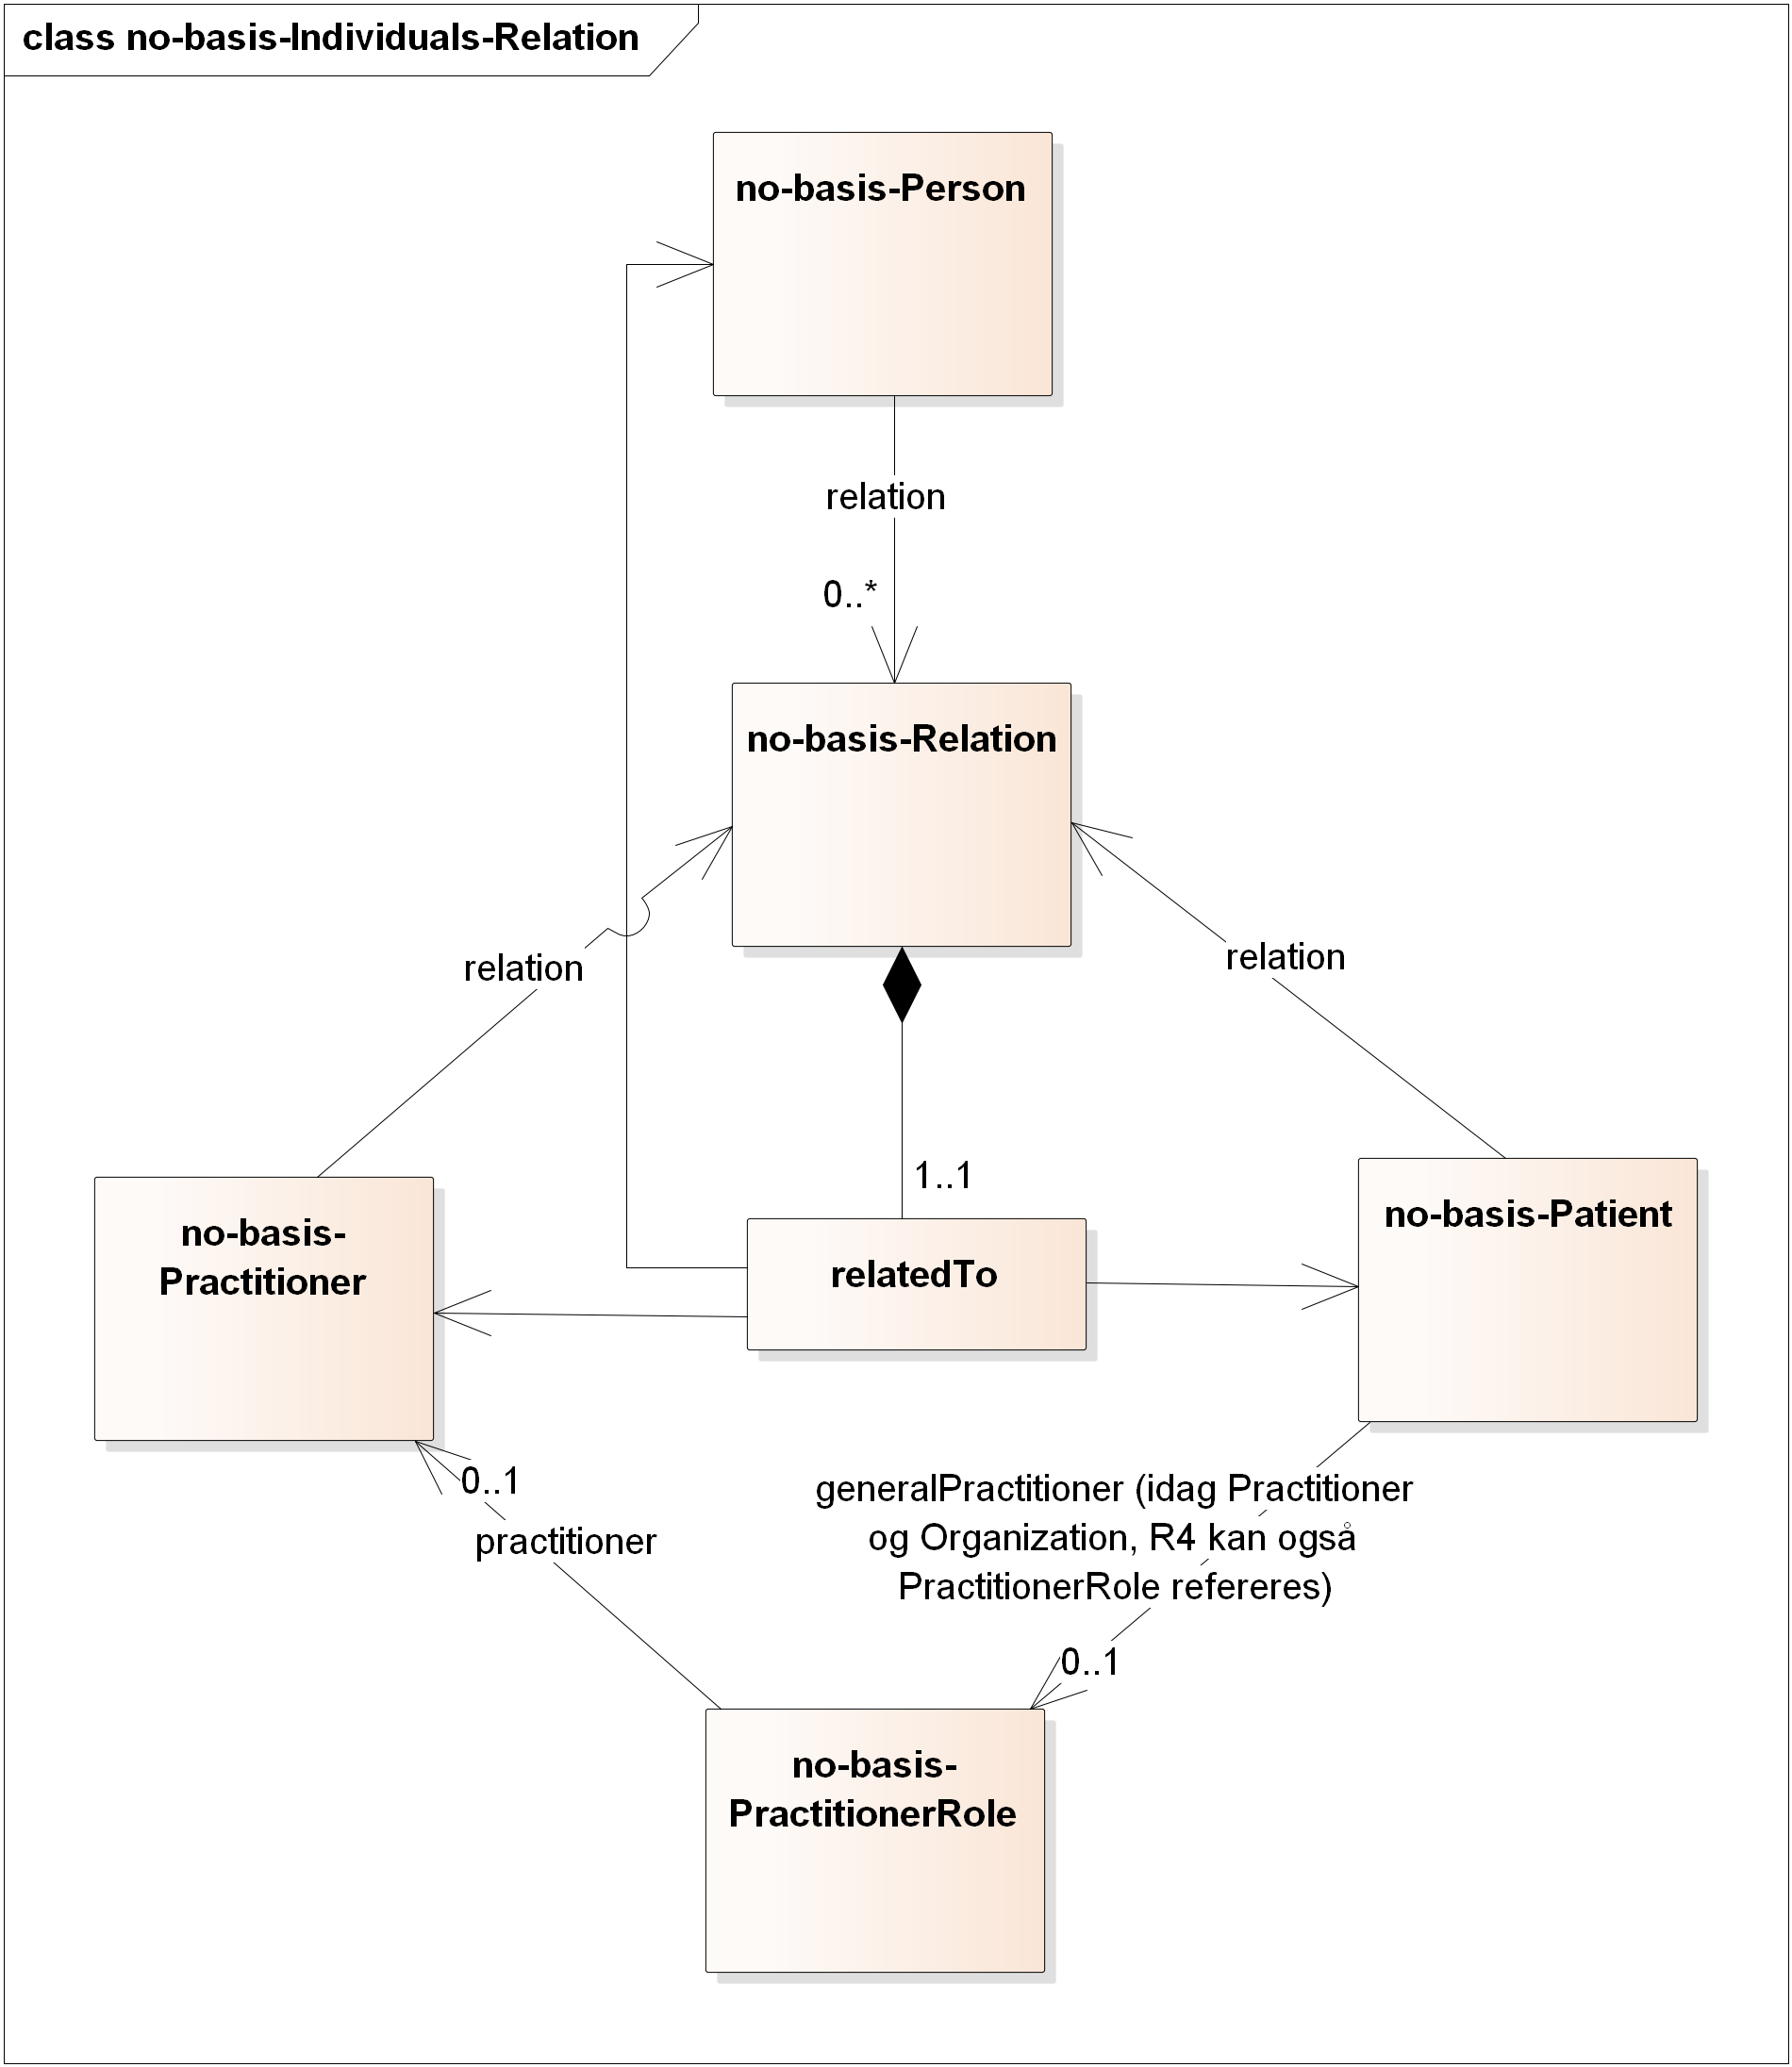 class no-basis-Individuals-Relation
no-basis-Person
relation
0..*
no-basis-Relation
relation
relation
1..1
no-basis-
Practitioner
relatedTo
no-basis-Patient
0..1
practitioner
generalPractitioner (idag Practitioner
og Organization, R4 kan også
PractitionerRole refereres)
0..1
no-basis-
PractitionerRole